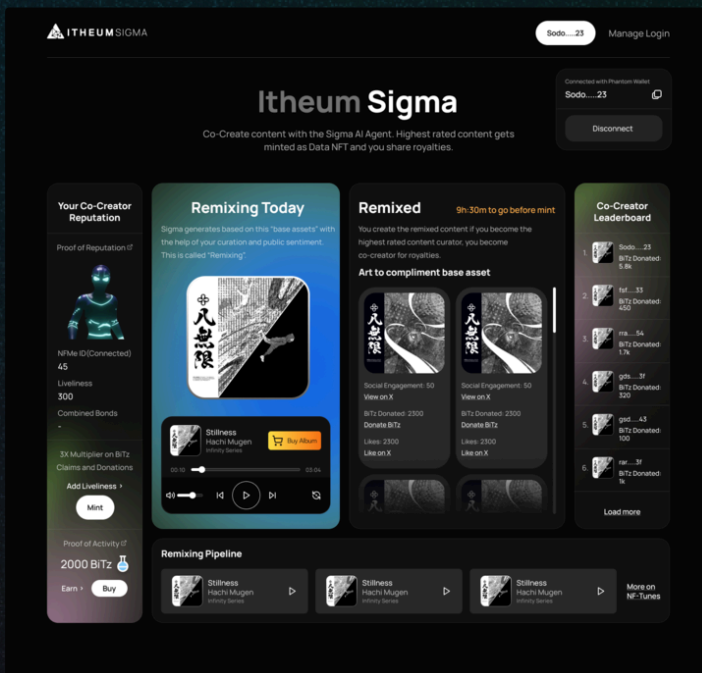 ITHEUMSIGMA
Sodo.....23
Manage Login
Connected with Phantom Wallet
Sodo.....23
Disconnect
Itheum Sigma
Co-Create content with the Sigma AI Agent. Highest rated content gets
minted as Data NFT and you share royalties.
Your Co-Creator
Reputation
Proof of Reputation
NFMe ID(Connected)
45
Liveliness
300
Combined Bonds
-
3X Multiplier on BiTz
Claims and Donations
Add Liveliness >
Mint
Proof of Activity
2000 BiTz
Earn >
Buy
Remixing Today
Sigma generates based on this "base assets" with
the help of your curation and public sentiment.
This is called "Remixing"
凡無限
Stillness
Hachi Mugen
Infinity Series
Buy Album
00:10
03:04
Remixed
9h:30m to go before mint
You create the remixed content if you become the
highest rated content curator, you become
co-creator for royalties.
Art to compliment base asset
凡無限
Social Engagement: 50
View on X
BiTz Donated: 2300
Donate BiTz
Likes: 2300
Like on X
凡無限
Social Engagement: 50
View on X
BiTz Donated: 2300
Donate BiTz
Likes: 2300
Like on X
Co-Creator
Leaderboard
1.
Sodo.....23
BiTz Donated:
5.8k
2.
fsf.....33
BiTz Donated:
450
3.
rra.....54
BiTz Donated:
1.7k
4.
gds.....3f
BiTz Donated:
320
5.
gsd.....43
BiTz Donated:
100
6.
rar.....3f
BiTz Donated:
1k
Load more
Remixing Pipeline
Stillness
Hachi Mugen
Infinity Series
Stillness
Hachi Mugen
Infinity Series
Stillness
Hachi Mugen
Infinity Series
More on
NF-Tunes